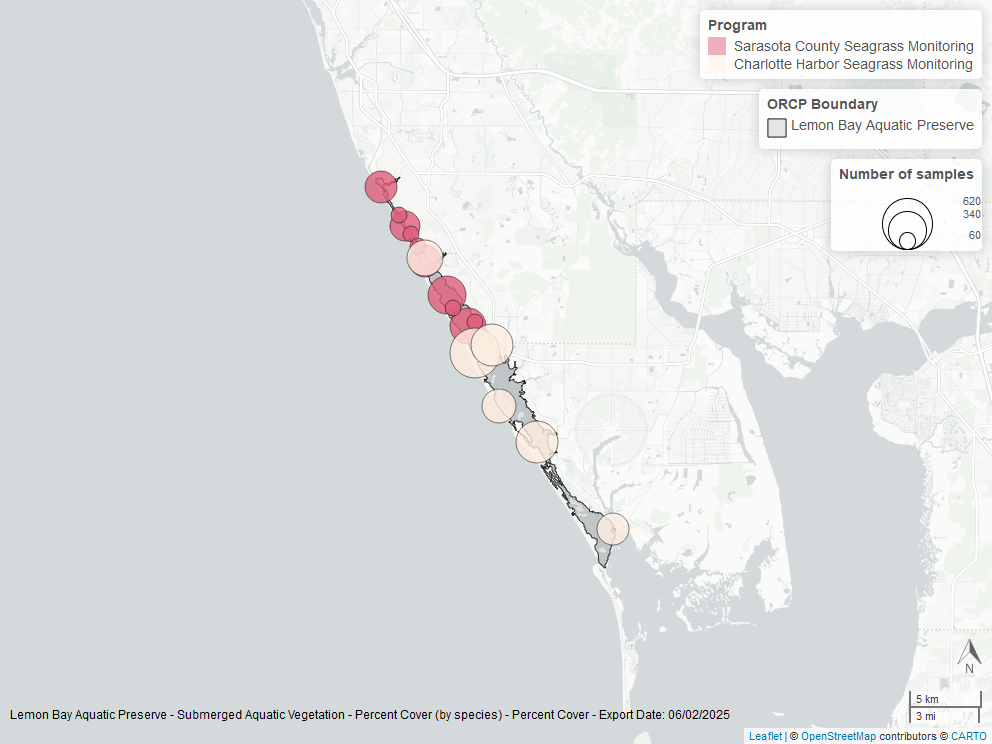 Program
Sarasota County Seagrass Monitoring
Charlotte Harbor Seagrass Monitoring
ORCP Boundary
Lemon Bay Aquatic Preserve
Number of samples
620
340
60
N
5 km
3 mi
Lemon Bay Aquatic Preserve - Submerged Aquatic Vegetation - Percent Cover (by species) - Percent Cover - Export Date: 06/02/2025
Leaflet | © OpenStreetMap contributors © CARTO